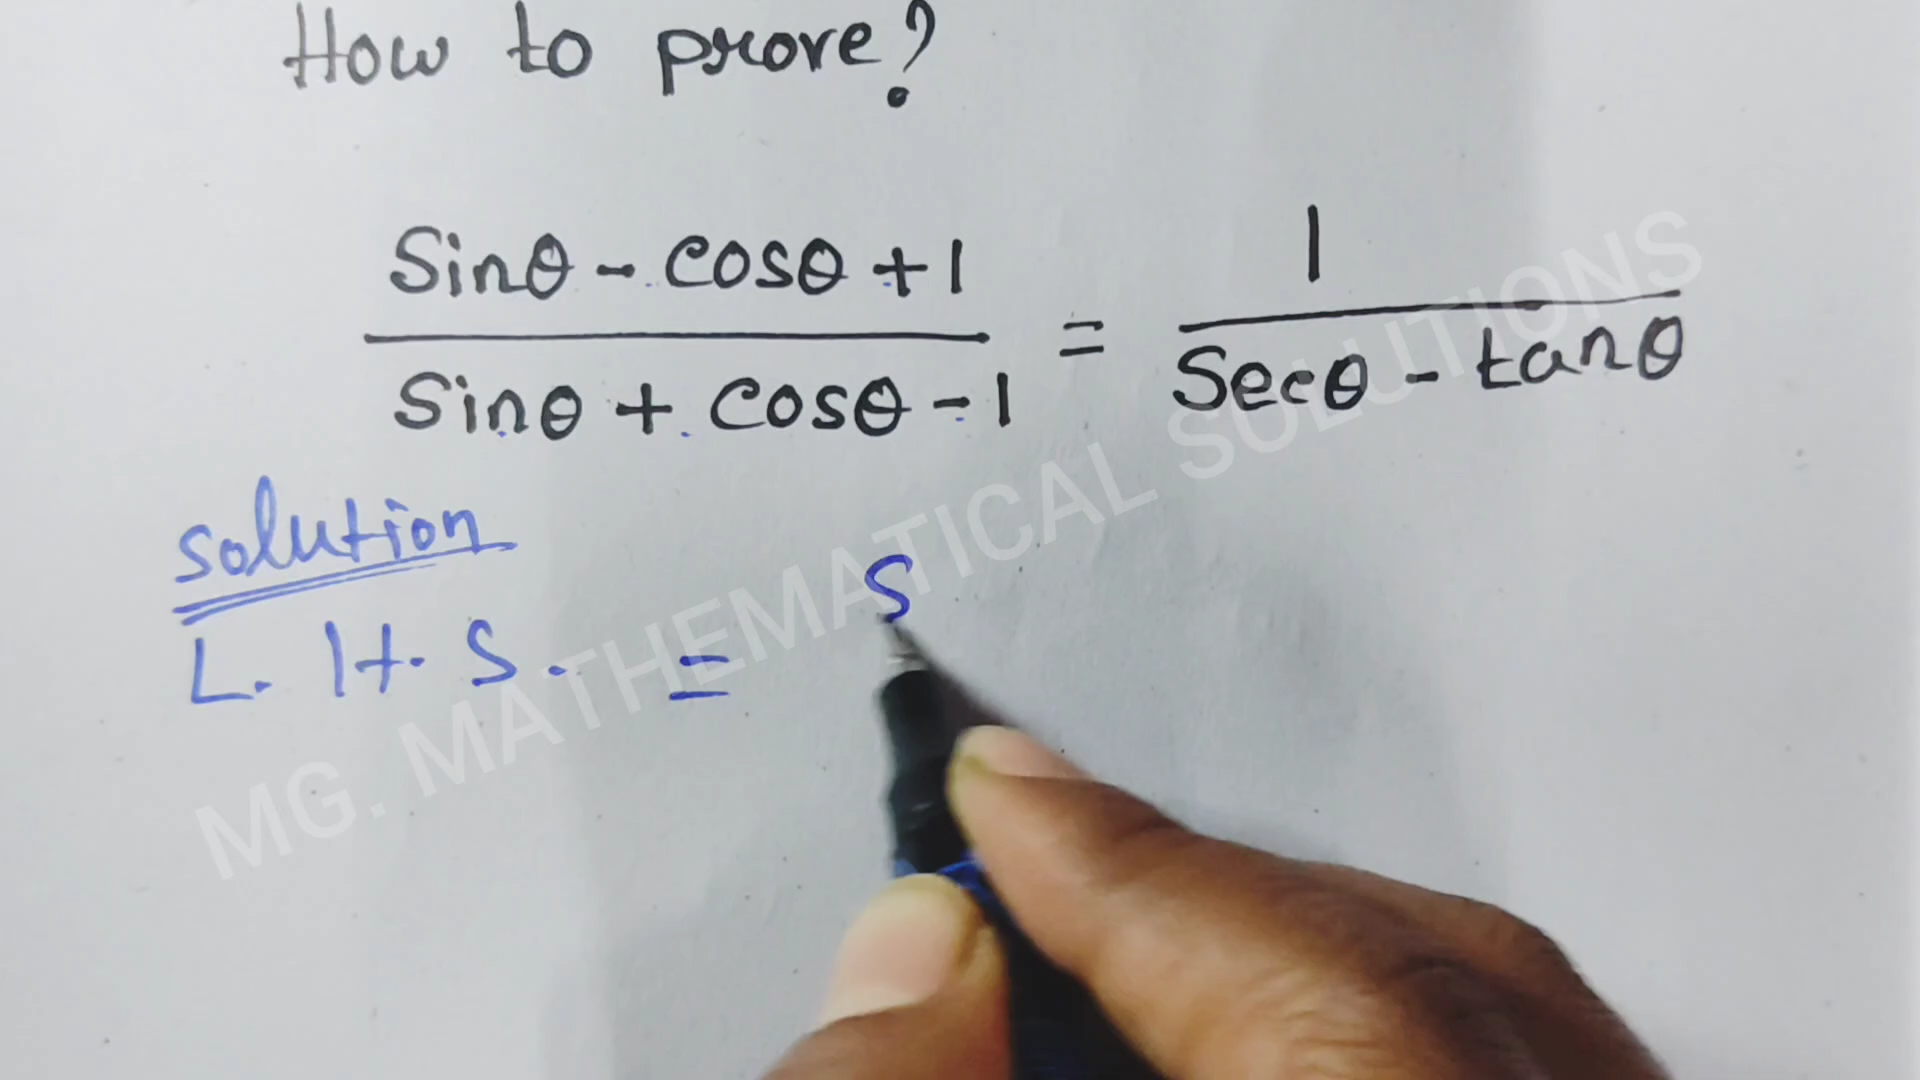 How to prove?
Sinθ - cosθ + 1 / Sinθ + cosθ - 1 = 1 / Secθ - tanθ
Solution
L. H. S. = S
MG. MATHEMATICAL SOLUTIONS